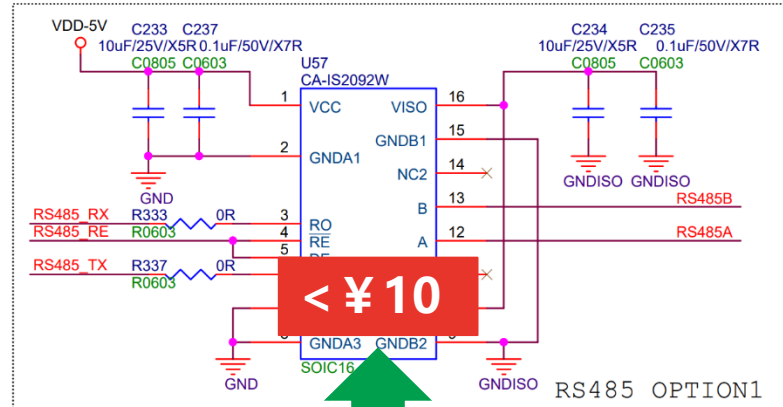 VDD-5V
C233 C237
10uF/25V/X5R 0.1uF/50V/X7R
C0805 C0603
C234 C235
10uF/25V/X5R 0.1uF/50V/X7R
C0805 C0603
U57
CA-IS2092W
1 VCC VISO 16
GNDB1 15
2 GNDA1
NC2 14
GND
GNDISO GNDISO
B 13 RS485B
RS485_RX R333 0R 3 RO
R0603
RS485_RE 4 RE
A 12 RS485A
5
RS485_TX R337 0R
R0603
< ¥ 10
GNDA3 GNDB2
SOIC16
GND
GNDISO
RS485 OPTION1